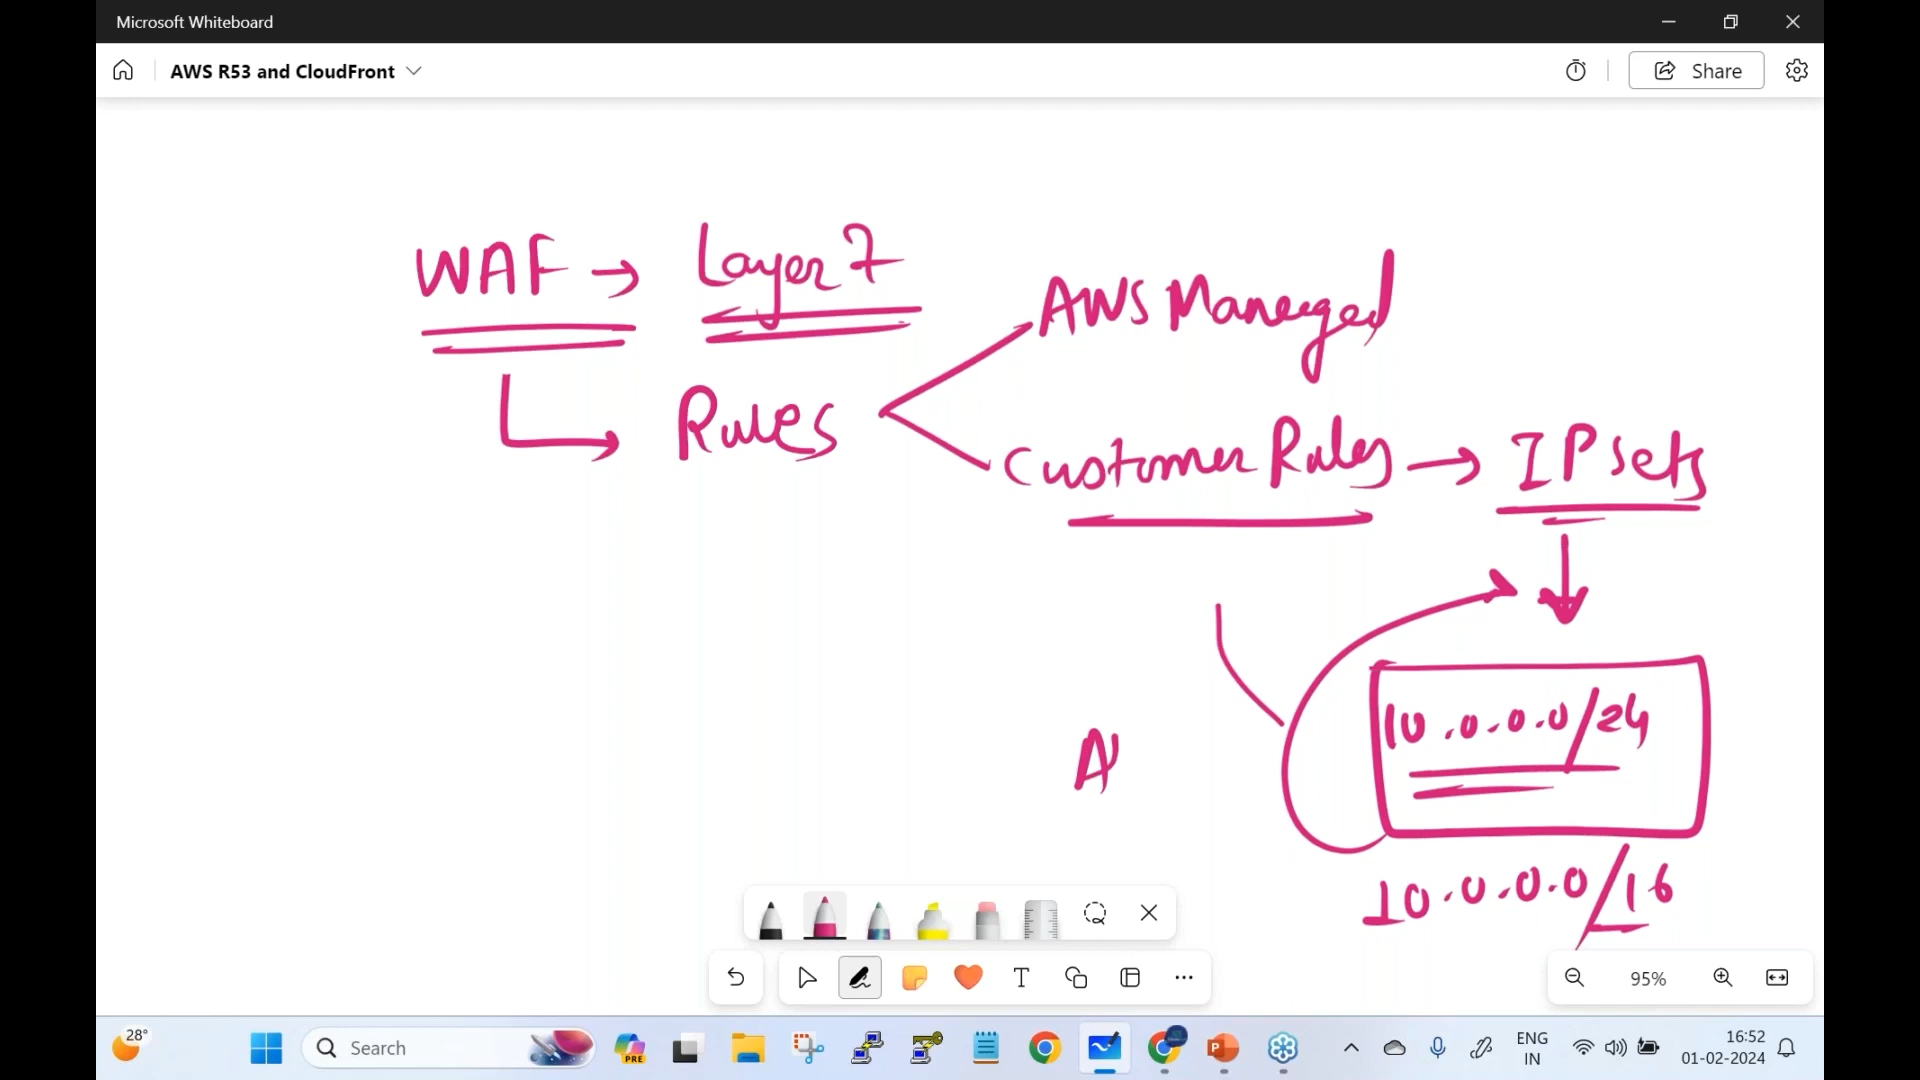 Microsoft Whiteboard
AWS R53 and CloudFront
Share
WAF → Layer 7
Rules
AWS Managed
Customer Rules → IP sets
10.0.0.0/24
A
10.0.0.0/16
95%
28°
Search
PRE
ENG
IN
16:52
01-02-2024